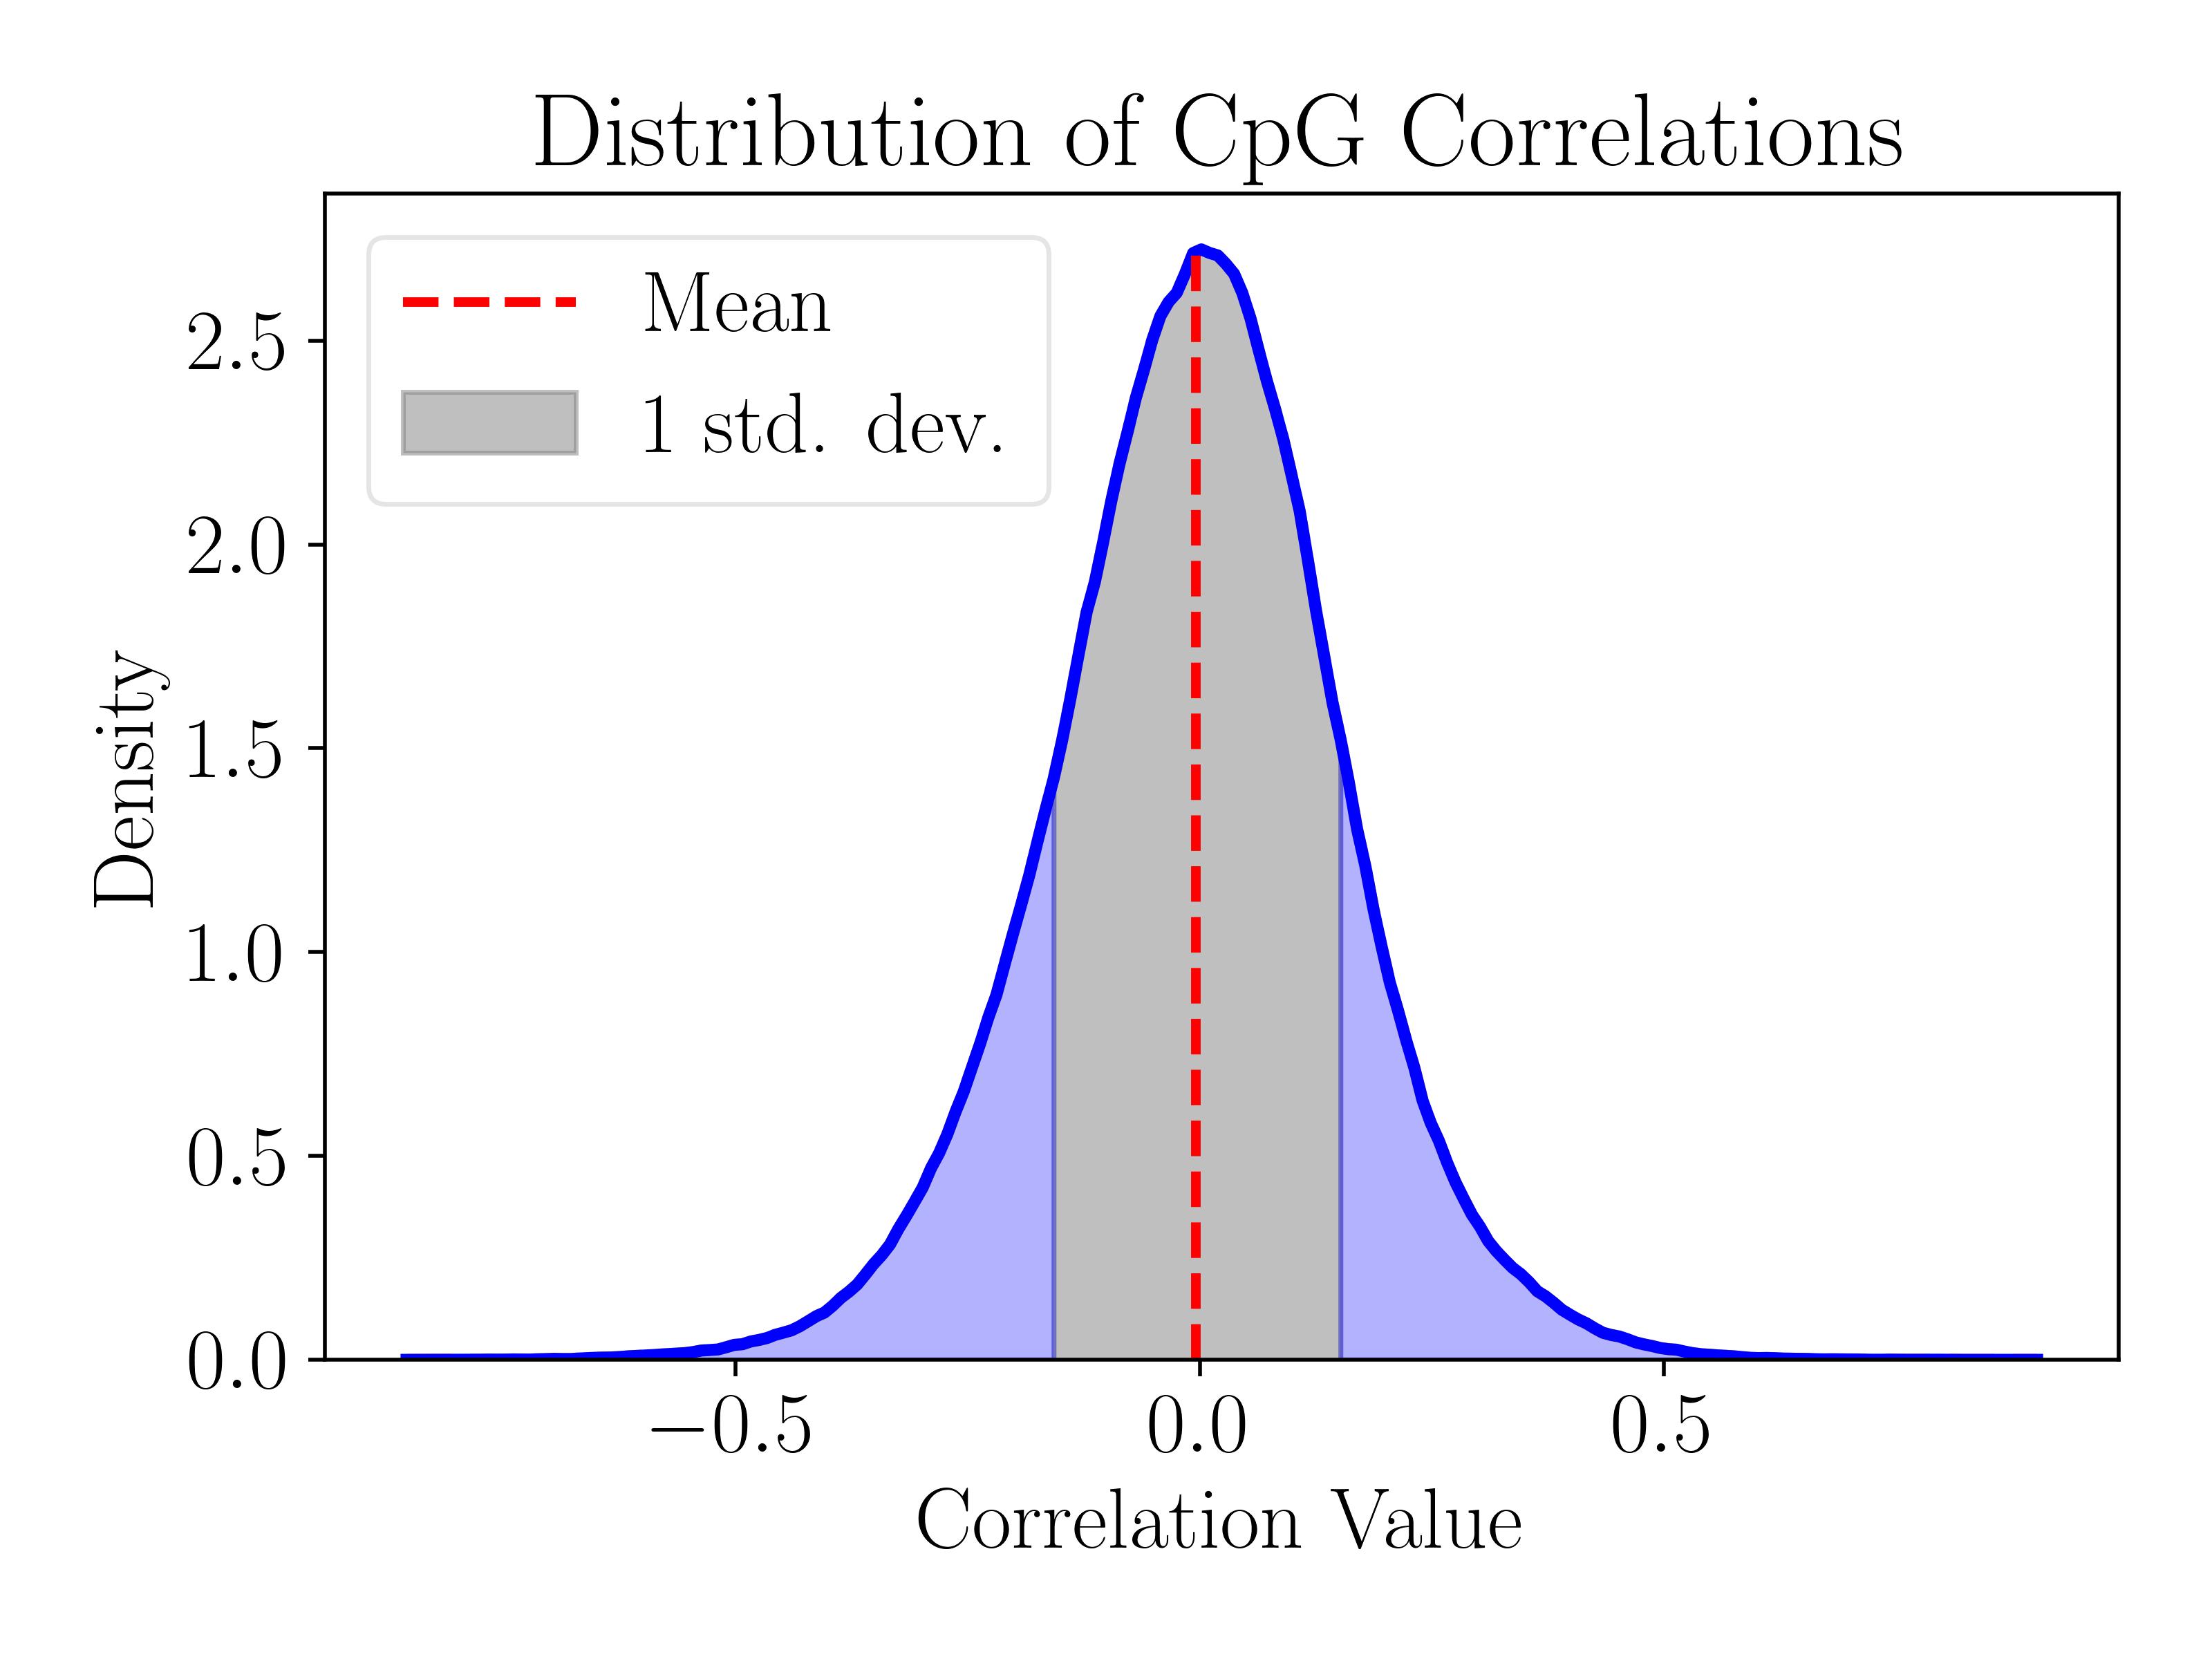 Distribution of CpG Correlations
Mean
1 std. dev.
2.5
2.0
1.5
1.0
0.5
0.0
Density
−0.5
0.0
0.5
Correlation Value